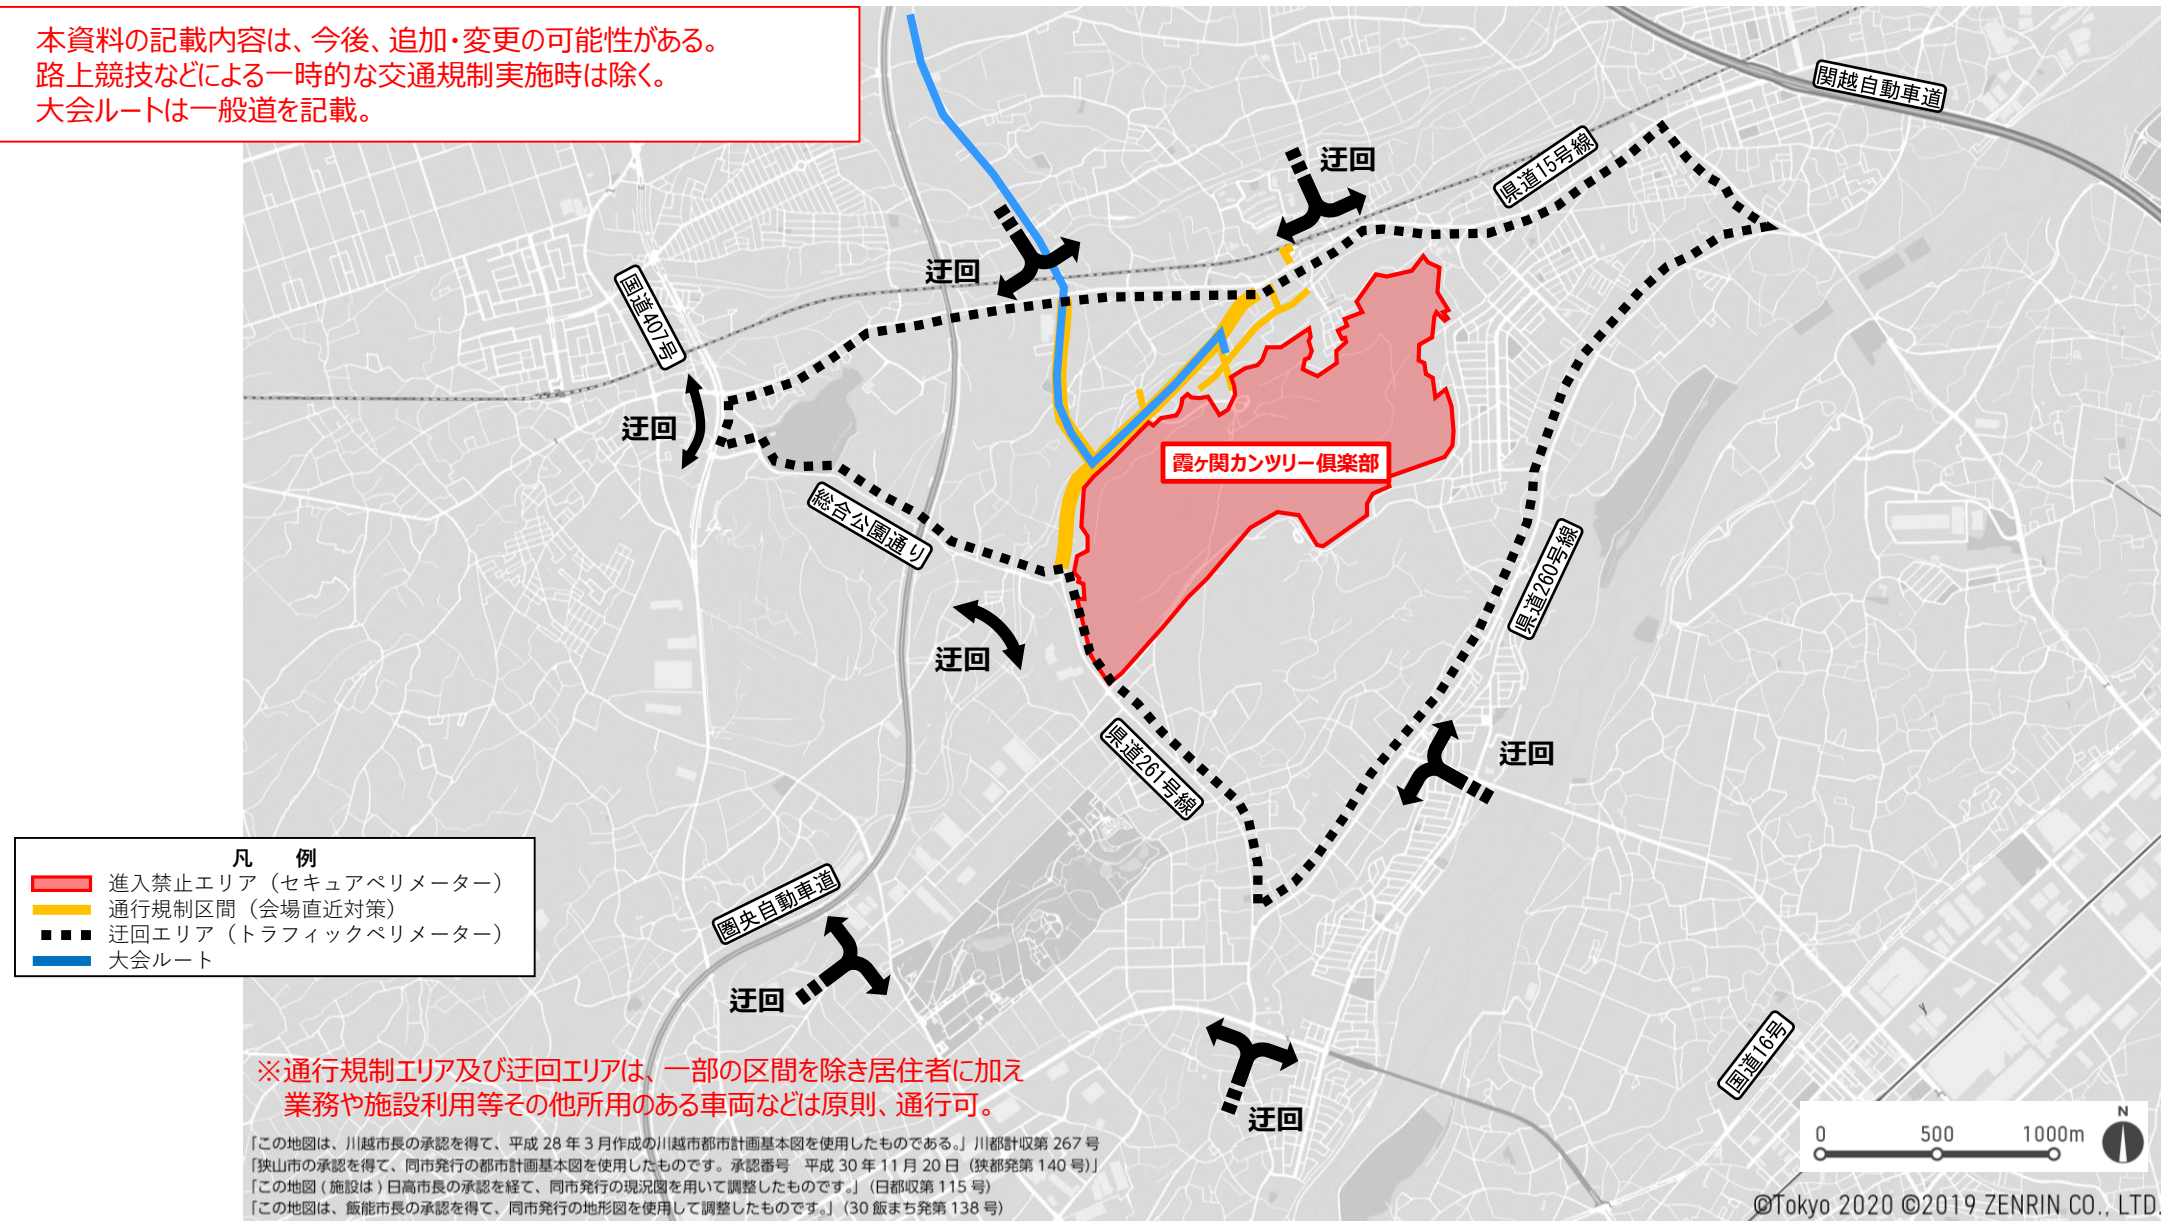 本資料の記載内容は、今後、追加・変更の可能性がある。
路上競技などによる一時的な交通規制実施時は除く。
大会ルートは一般道を記載。
関越自動車道
迂回
県道15号線
迂回
国道407号
迂回
霞ヶ関カンツリー倶楽部
総合公園通り
県道260号線
迂回
県道261号線
迂回
凡　例
進入禁止エリア（セキュアペリメーター）
通行規制区間（会場直近対策）
迂回エリア（トラフィックペリメーター）
大会ルート
圏央自動車道
迂回
国道16号
迂回
※通行規制エリア及び迂回エリアは、一部の区間を除き居住者に加え
業務や施設利用等その他所用のある車両などは原則、通行可。
「この地図は、川越市長の承認を得て、平成 28 年 3 月作成の川越市都市計画基本図を使用したものである。」川都計収第 267 号
「狭山市の承認を得て、同市発行の都市計画基本図を使用したものです。承認番号　平成 30 年 11 月 20 日（狭都発第 140 号）」
「この地図 ( 施設は ) 日高市長の承認を経て、同市発行の現況図を用いて調整したものです。」（日都収第 115 号）
「この地図は、飯能市長の承認を得て、同市発行の地形図を使用して調整したものです。」（30 飯まち発第 138 号）
0 500 1000m
N
©Tokyo 2020 ©2019 ZENRIN CO., LTD.